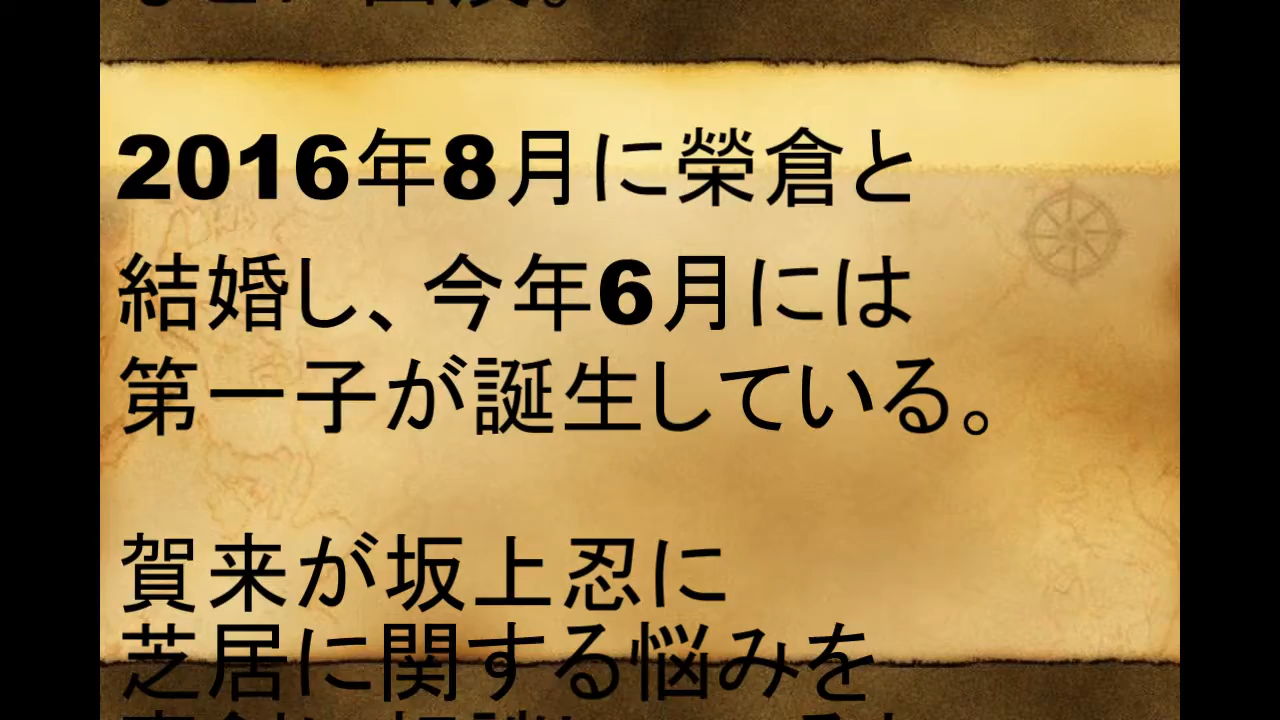 2016年8月に榮倉と
結婚し、今年6月には
第一子が誕生している。
賀来が坂上忍に
芝居に関する悩みを